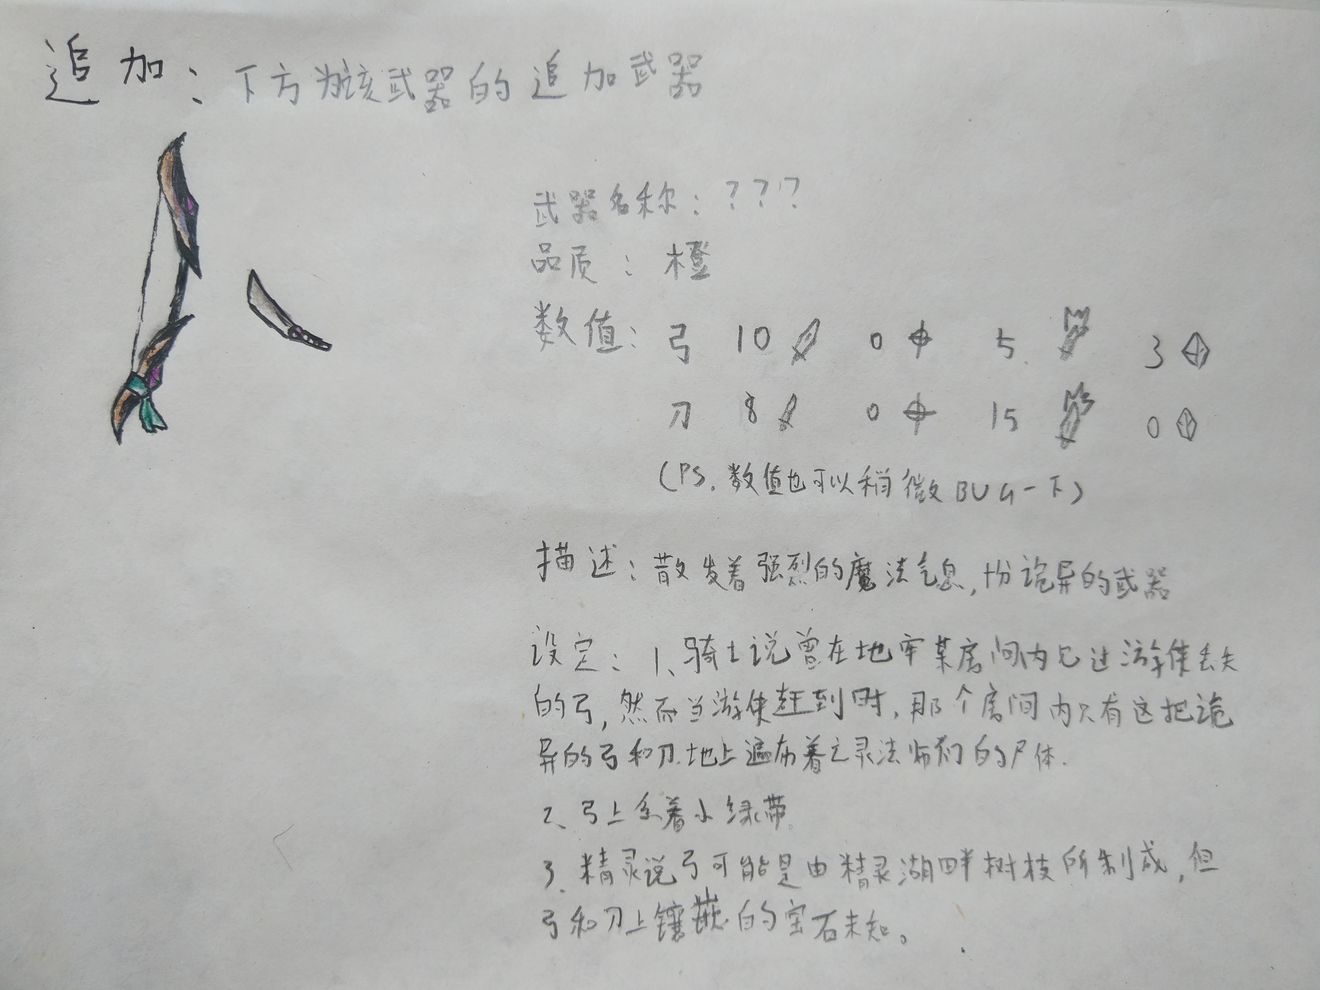 追加：下方为该武器的追加武器
武器名称：？？？
品质：橙
数值：弓 10 0 5 3
刀 8 0 15 0
（PS.数值也可以稍微BUG一下）
描述：散发着强烈的魔法气息，十分诡异的武器
设定：1、骑士说曾在地牢某房间内见过游侠丢失
的弓，然而当游侠赶到时，那个房间内只有这把诡
异的弓和刀.地上遍布着亡灵法师们的尸体.
2、弓上系着小绿带
3.精灵说弓可能是由精灵湖畔树枝所制成，但
弓和刀上镶嵌的宝石未知。